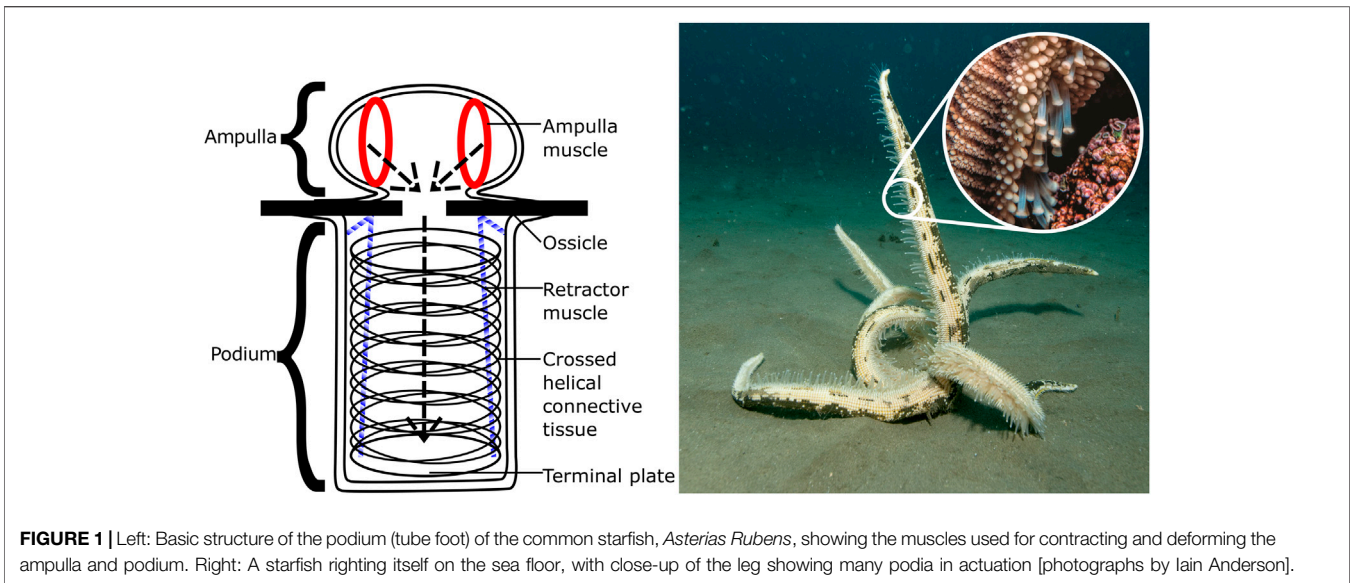 Ampulla
Ampulla
muscle
Ossicle
Retractor
muscle
Podium
Crossed
helical
connective
tissue
Terminal plate
FIGURE 1 | Left: Basic structure of the podium (tube foot) of the common starfish, Asterias Rubens, showing the muscles used for contracting and deforming the
ampulla and podium. Right: A starfish righting itself on the sea floor, with close-up of the leg showing many podia in actuation [photographs by Iain Anderson].